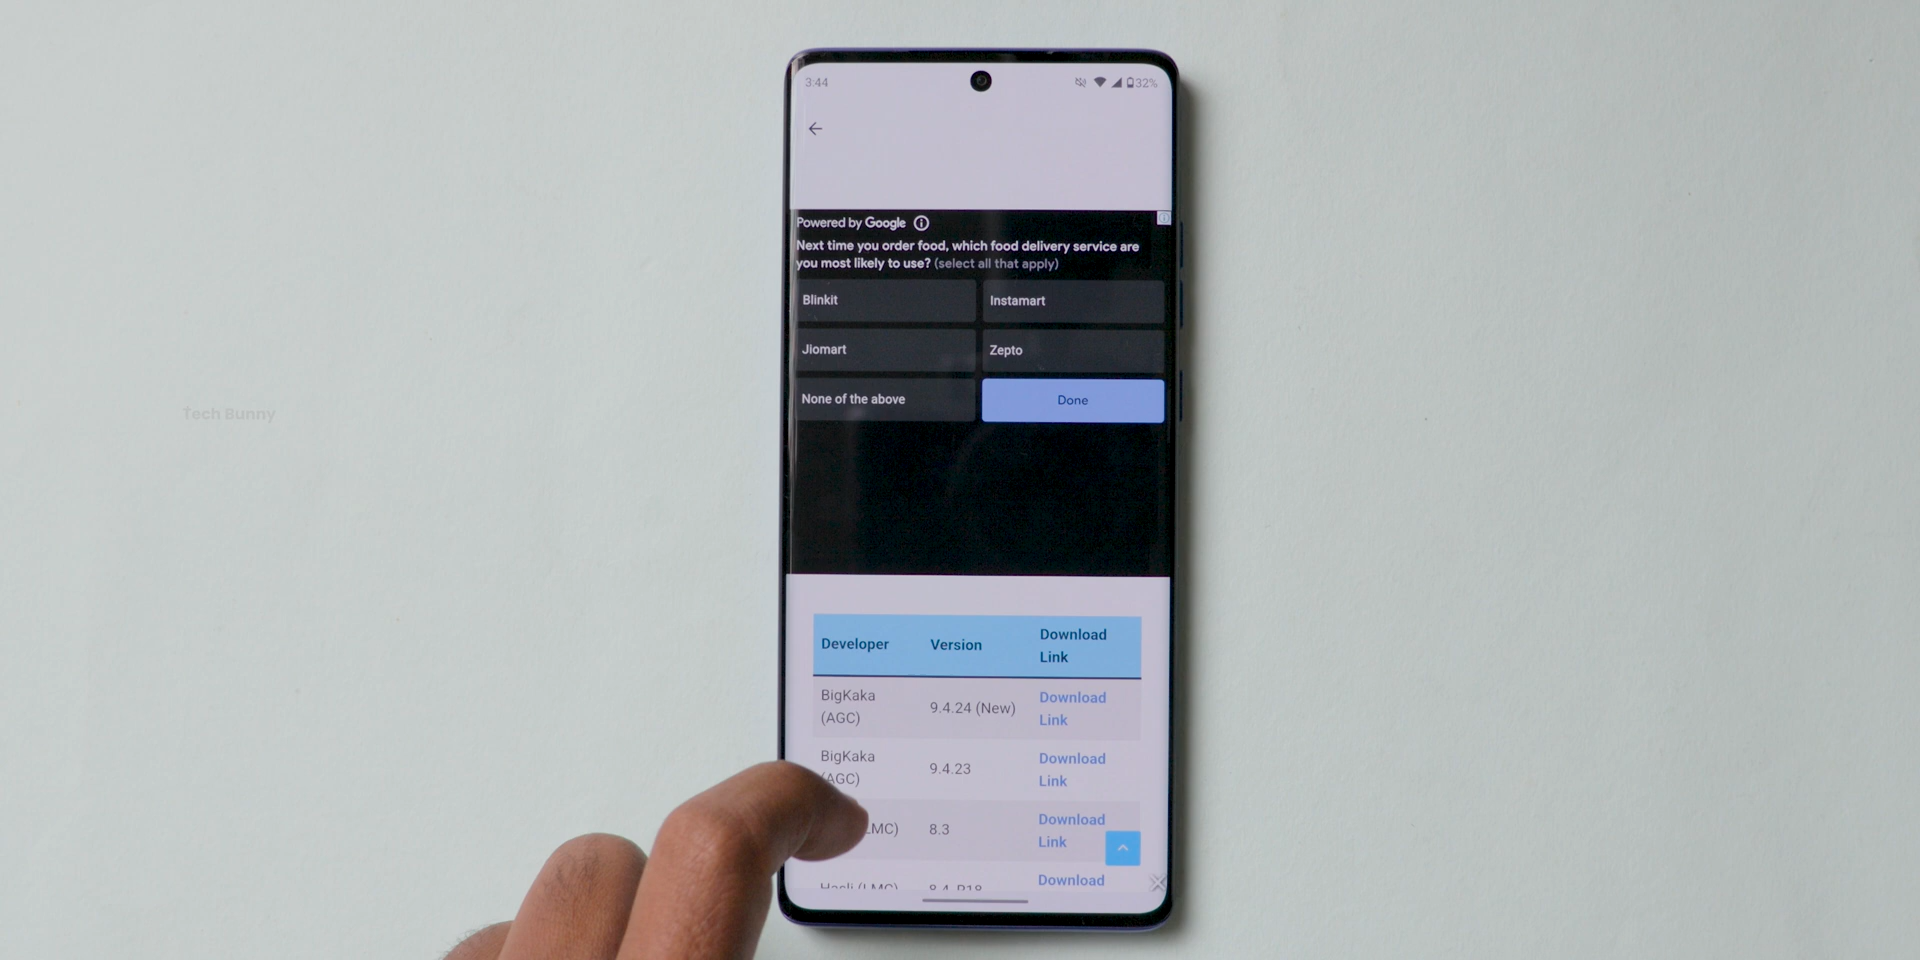 3:44
32%
Powered by Google
Next time you order food, which food delivery service are
you most likely to use? (select all that apply)
Blinkit
Instamart
Jiomart
Zepto
None of the above
Done
Tech Bunny
Developer
Version
Download
Link
BigKaka
(AGC)
9.4.24 (New)
Download
Link
BigKaka
(AGC)
9.4.23
Download
Link
8.3
Download
Link
Download